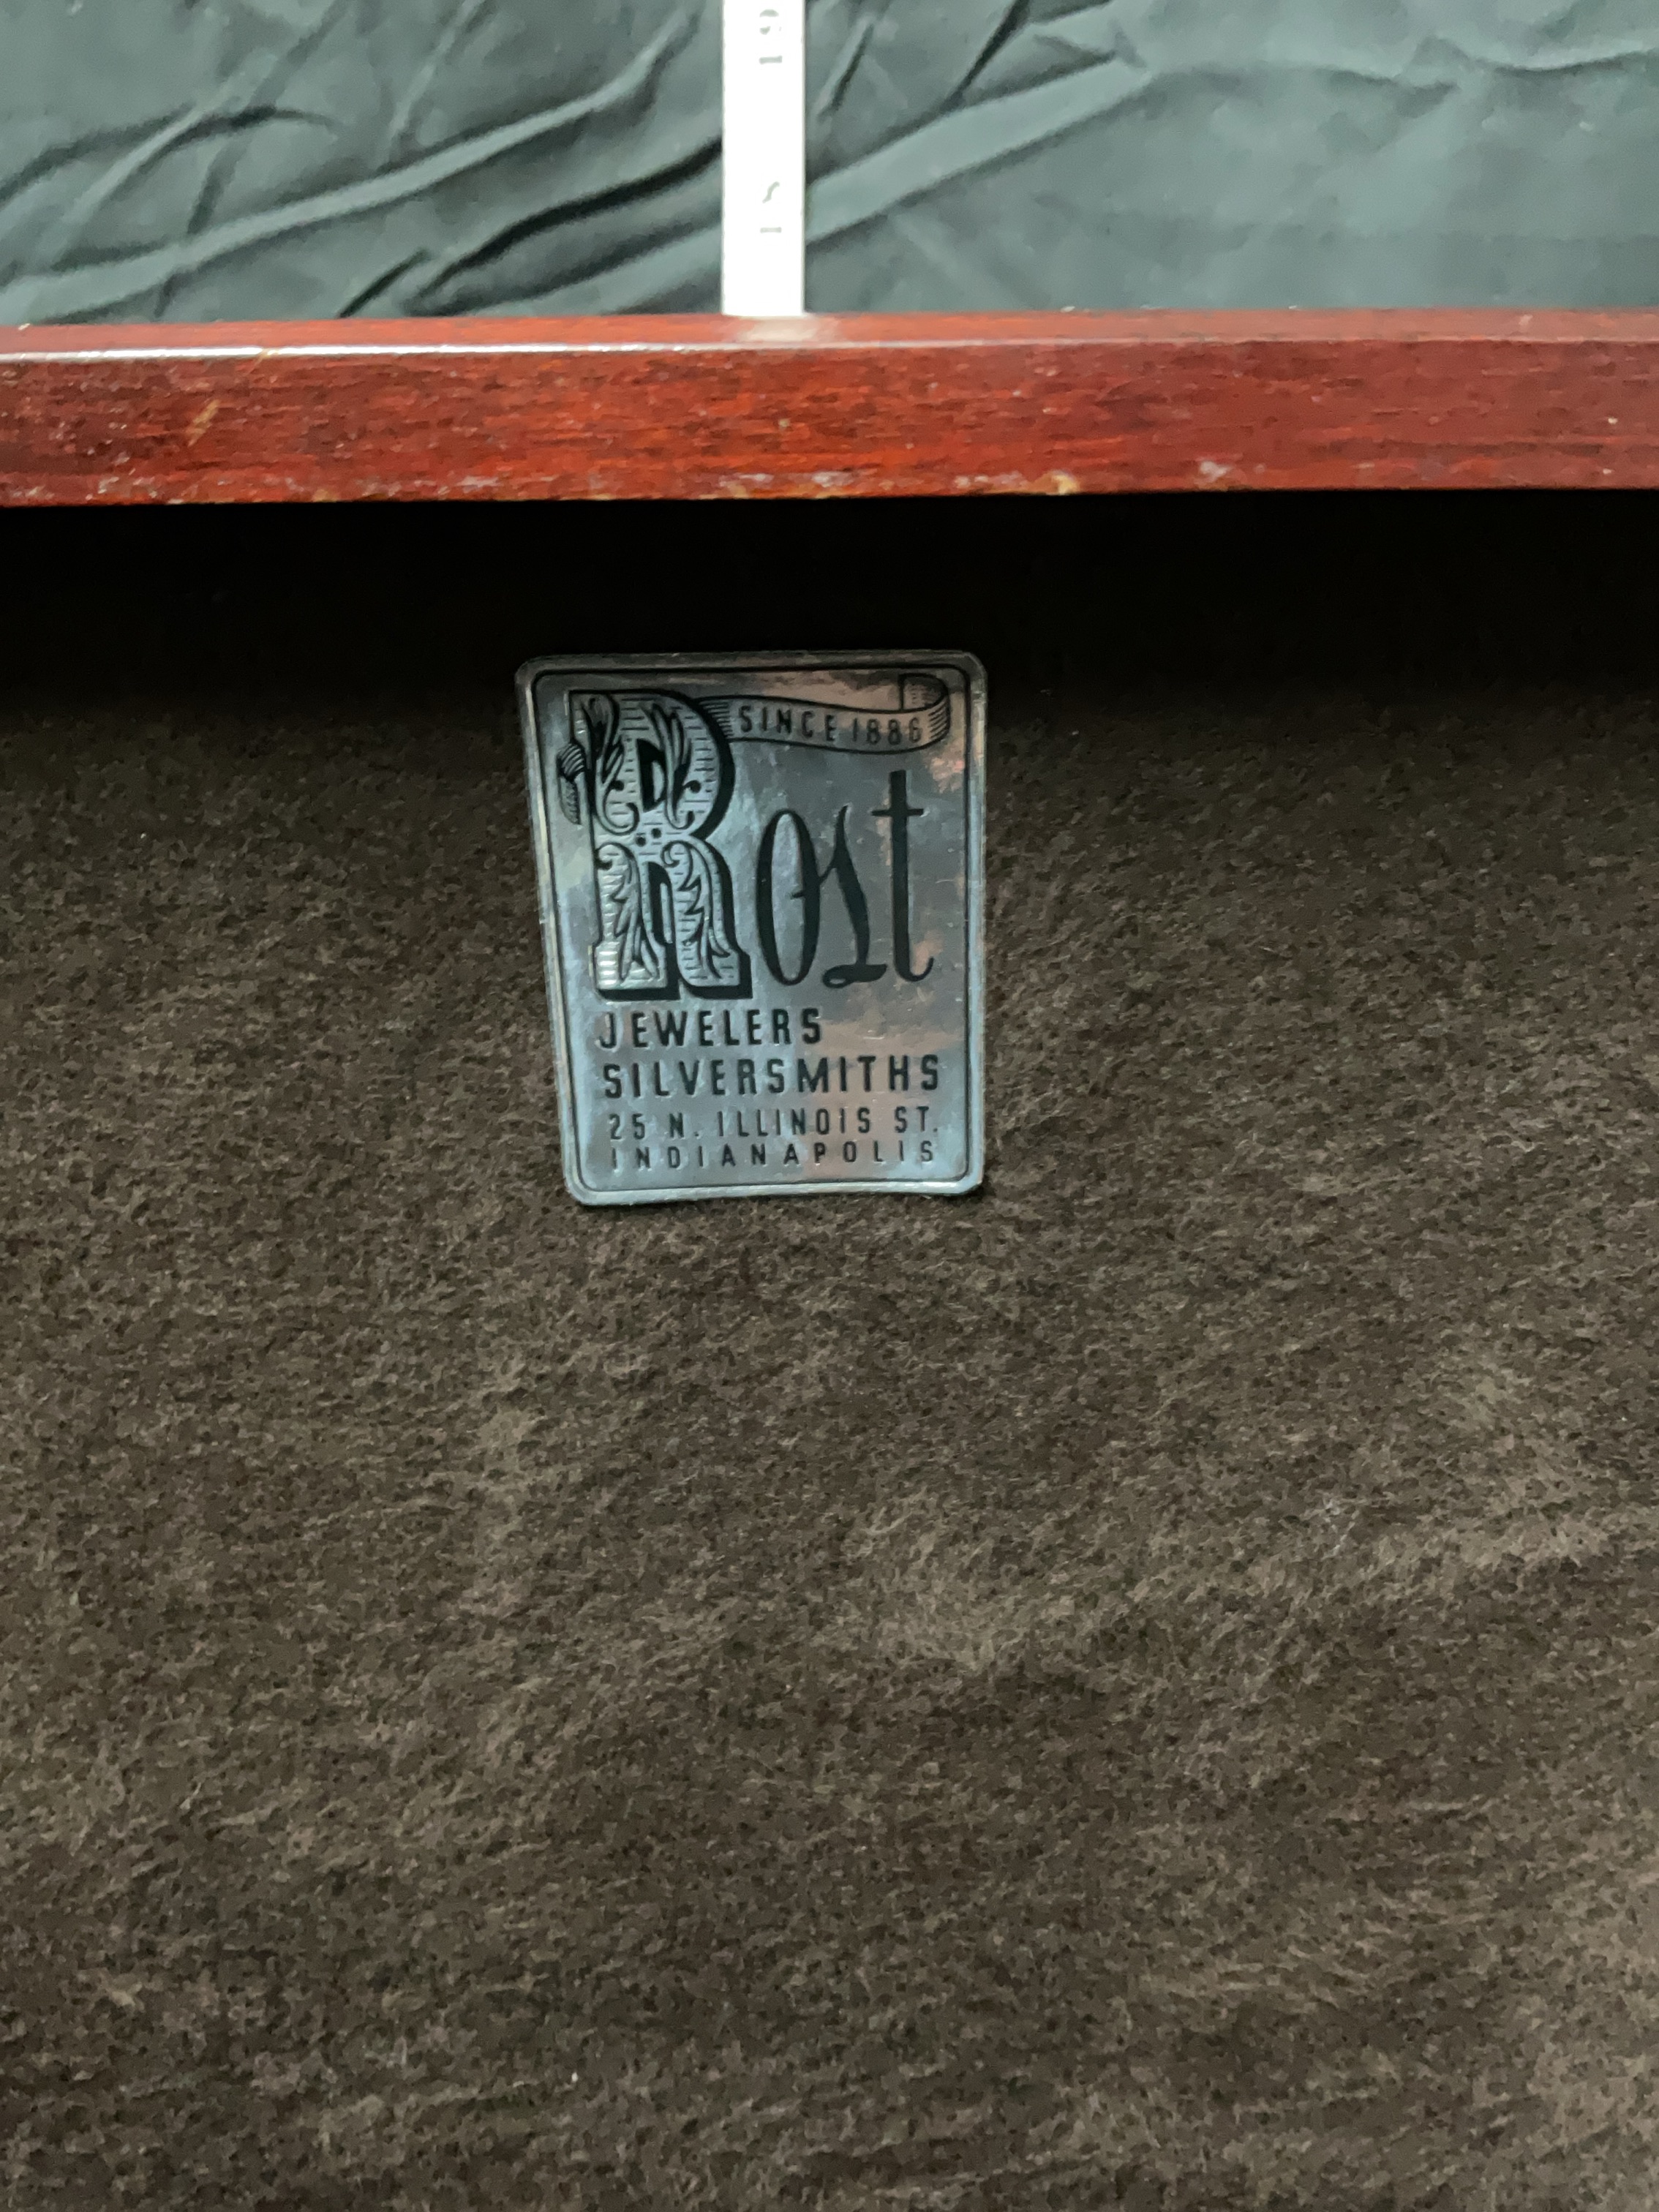 SINCE 1886
Rost
JEWELERS
SILVERSMITHS
25 N. ILLINOIS ST.
INDIANAPOLIS